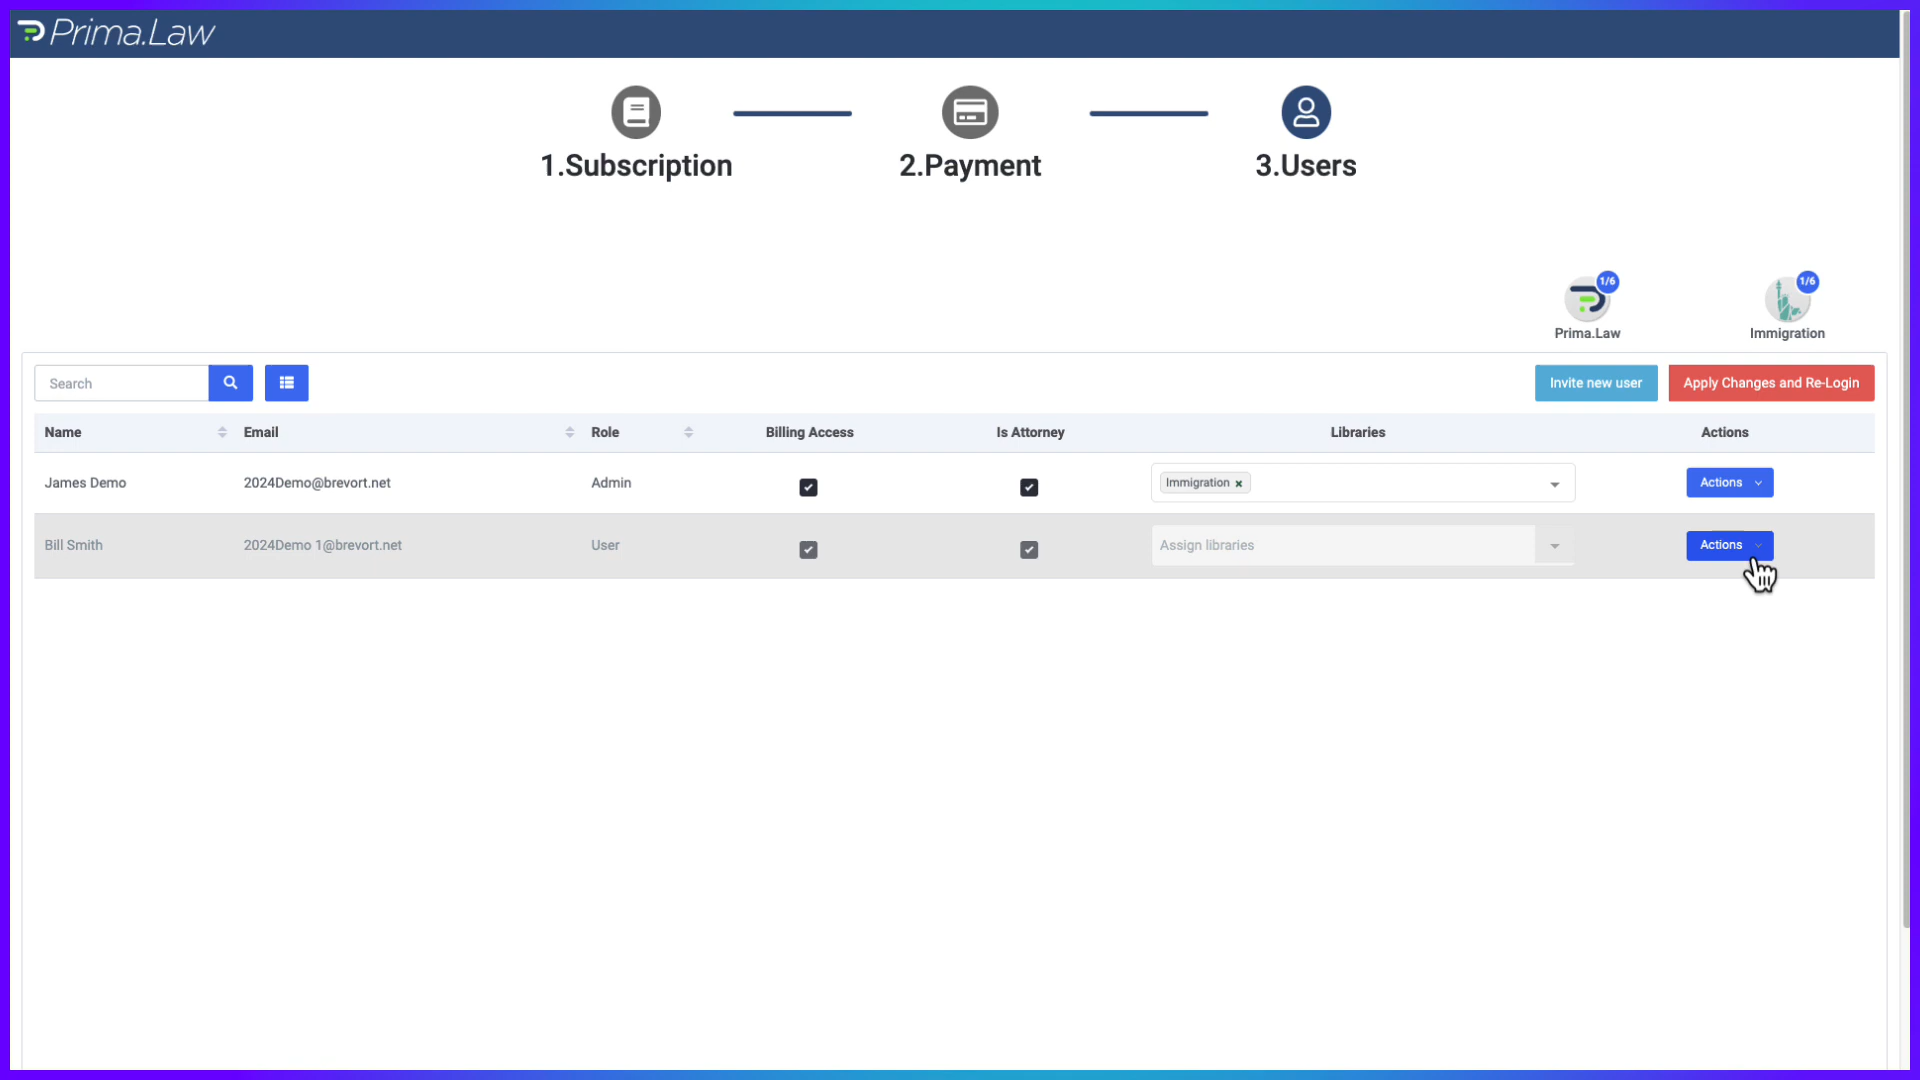 Prima.Law
1.Subscription
2.Payment
3.Users
1/6
1/6
Prima.Law
Immigration
Search
Invite new user
Apply Changes and Re-Login
Name Email Role Billing Access Is Attorney Libraries Actions
James Demo 2024Demo@brevort.net Admin Immigration × Actions
Bill Smith 2024Demo 1@brevort.net User Assign libraries Actions